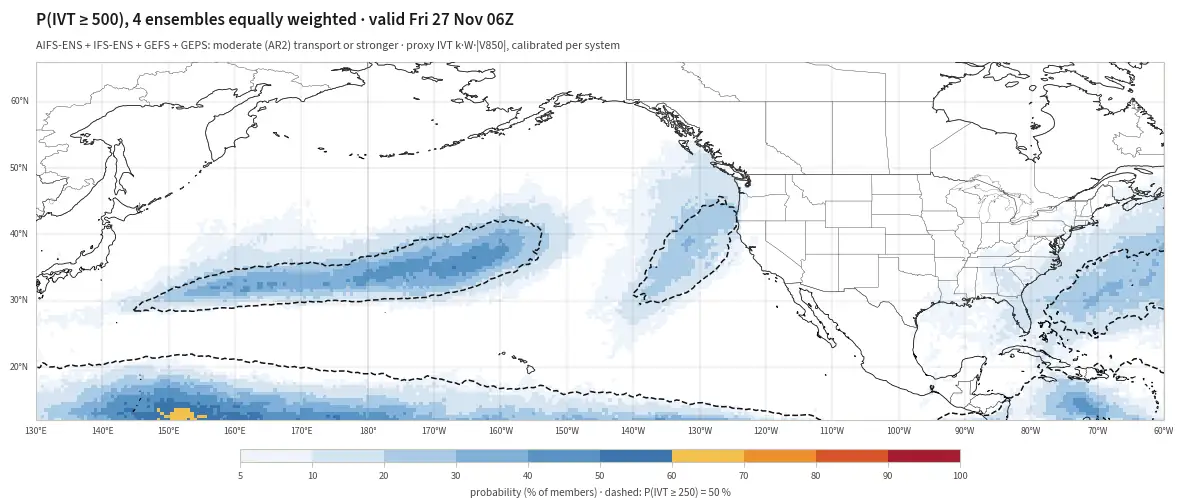 P(IVT ≥ 500), 4 ensembles equally weighted · valid Fri 27 Nov 06Z
AIFS-ENS + IFS-ENS + GEFS + GEPS: moderate (AR2) transport or stronger · proxy IVT k·W·|V850|, calibrated per system
60°N
50°N
40°N
30°N
20°N
130°E 140°E 150°E 160°E 170°E 180° 170°W 160°W 150°W 140°W 130°W 120°W 110°W 100°W 90°W 80°W 70°W 60°W
5 10 20 30 40 50 60 70 80 90 100
probability (% of members) · dashed: P(IVT ≥ 250) = 50 %